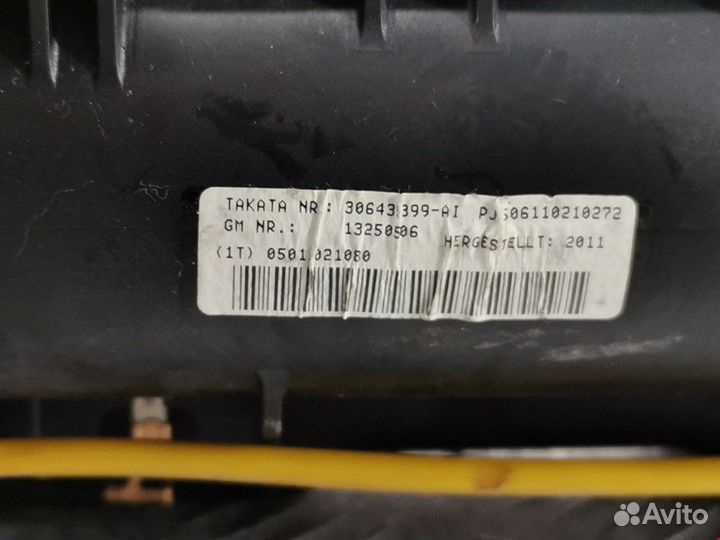 TAKATA NR: 30643399-AI PJ506110210272
GM NR.: 13250506 HERGESTELLT: 2011
(1T) 0501021080
Avito